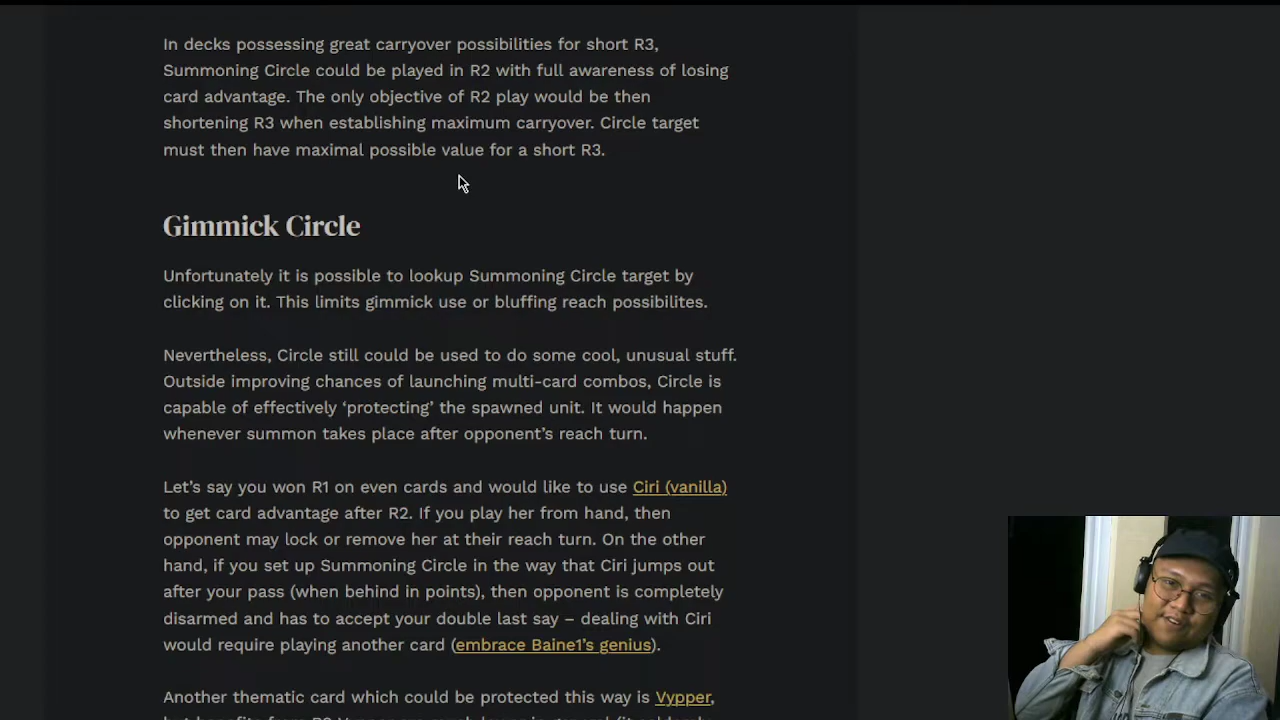 In decks possessing great carryover possibilities for short R3,
Summoning Circle could be played in R2 with full awareness of losing
card advantage. The only objective of R2 play would be then
shortening R3 when establishing maximum carryover. Circle target
must then have maximal possible value for a short R3.
Gimmick Circle
Unfortunately it is possible to lookup Summoning Circle target by
clicking on it. This limits gimmick use or bluffing reach possibilites.
Nevertheless, Circle still could be used to do some cool, unusual stuff.
Outside improving chances of launching multi-card combos, Circle is
capable of effectively ‘protecting’ the spawned unit. It would happen
whenever summon takes place after opponent’s reach turn.
Let’s say you won R1 on even cards and would like to use Ciri (vanilla)
to get card advantage after R2. If you play her from hand, then
opponent may lock or remove her at their reach turn. On the other
hand, if you set up Summoning Circle in the way that Ciri jumps out
after your pass (when behind in points), then opponent is completely
disarmed and has to accept your double last say – dealing with Ciri
would require playing another card (embrace Baine1’s genius).
Another thematic card which could be protected this way is Vypper,